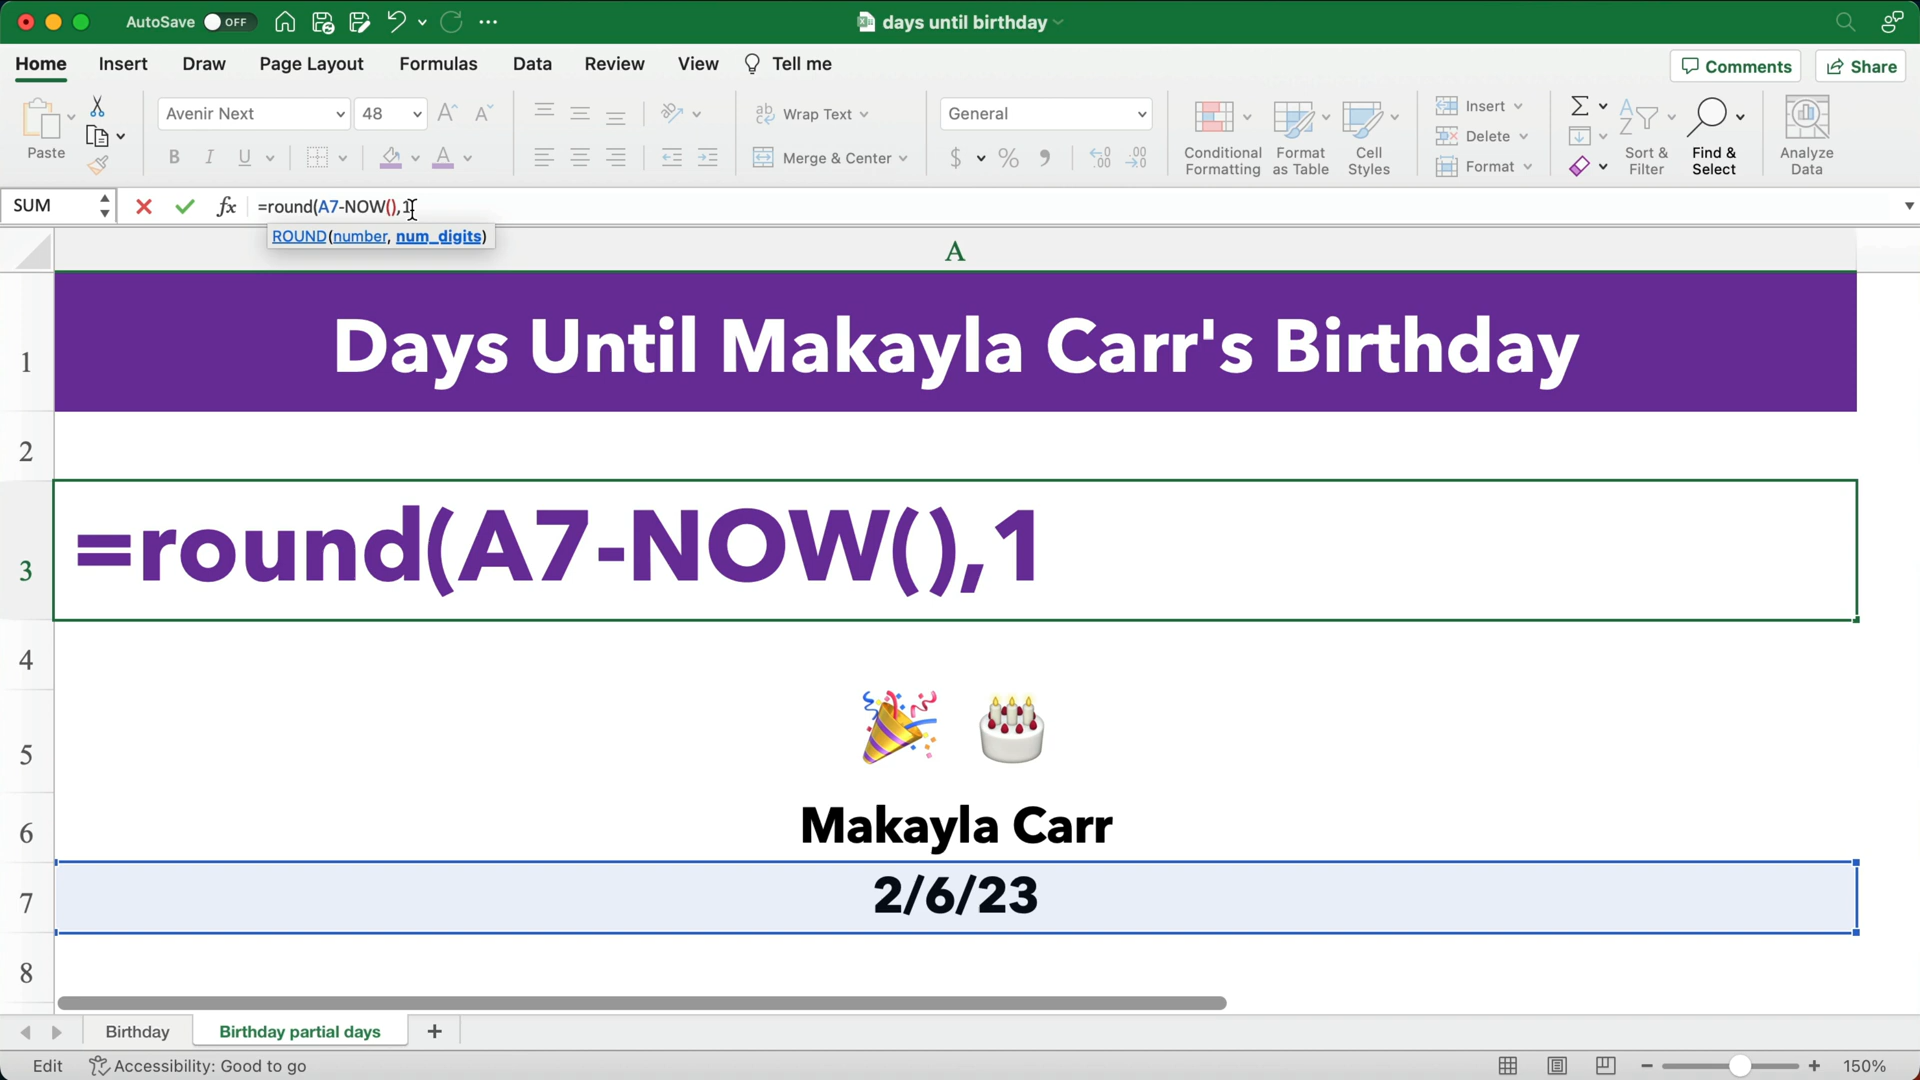 AutoSave OFF
days until birthday
Home Insert Draw Page Layout Formulas Data Review View Tell me
Comments Share
Paste
Avenir Next 48
Wrap Text
Merge & Center
General
Conditional Formatting
Format as Table
Cell Styles
Insert
Delete
Format
Sort & Filter
Find & Select
Analyze Data
SUM =round(A7-NOW(),1
ROUND(number, num_digits)
A
1 Days Until Makayla Carr's Birthday
2
3 =round(A7-NOW(),1
4
5
6 Makayla Carr
7 2/6/23
8
Birthday Birthday partial days
Edit Accessibility: Good to go 150%